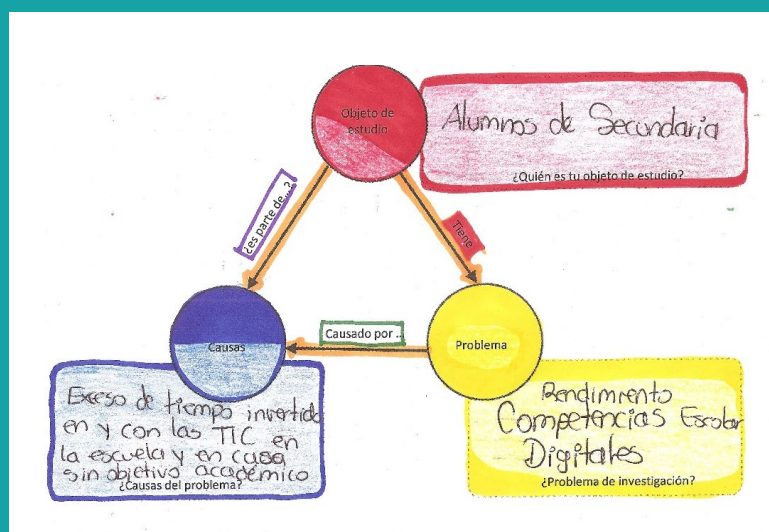 Objeto de
estudio
Alumnos de Secundaria
¿Quién es tu objeto de estudio?
¿es parte de...?
Tiene
Causado por ...
Causas
Problema
Exceso de tiempo invertido
en y con las TIC en
la escuela y en casa
sin objetivo académico
¿Causas del problema?
Rendimiento
Competencias Escolar
Digitales
¿Problema de investigación?